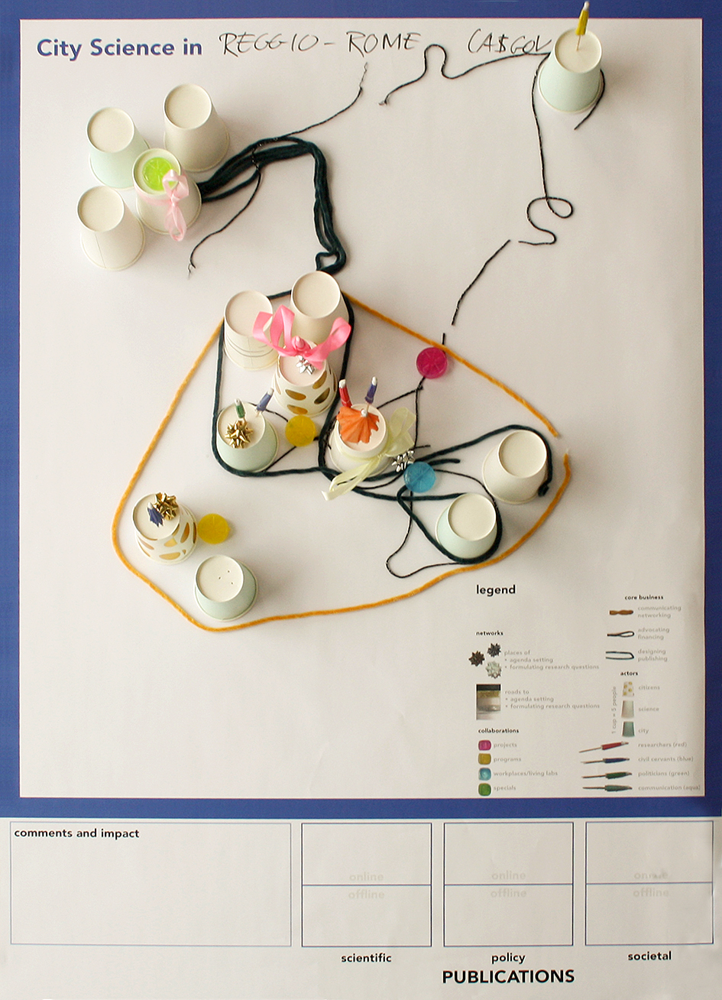 City Science in REGGIO - ROME
legend
core business
communicating
networking
advocating
financing
designing
publishing
networks
places of
• agenda setting
• formulating research questions
roads to
• agenda setting
• formulating research questions
actors
1 cup = 5 people
citizens
science
city
researchers (red)
civil servants (blue)
politicians (green)
communication (aqua)
collaborations
projects
programs
workplaces/living labs
specials
comments and impact
online
offline
scientific
online
offline
policy
online
offline
societal
PUBLICATIONS